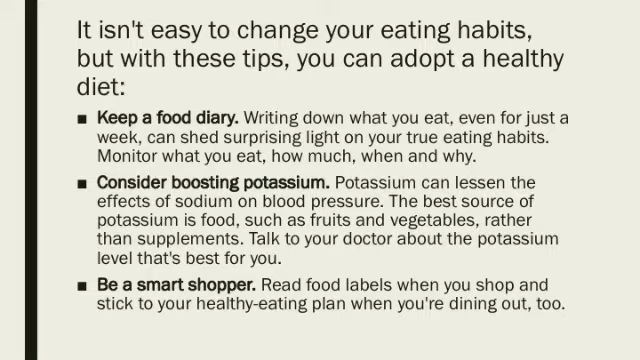 It isn't easy to change your eating habits,
but with these tips, you can adopt a healthy
diet:
■ Keep a food diary. Writing down what you eat, even for just a
week, can shed surprising light on your true eating habits.
Monitor what you eat, how much, when and why.
■ Consider boosting potassium. Potassium can lessen the
effects of sodium on blood pressure. The best source of
potassium is food, such as fruits and vegetables, rather
than supplements. Talk to your doctor about the potassium
level that's best for you.
■ Be a smart shopper. Read food labels when you shop and
stick to your healthy-eating plan when you're dining out, too.